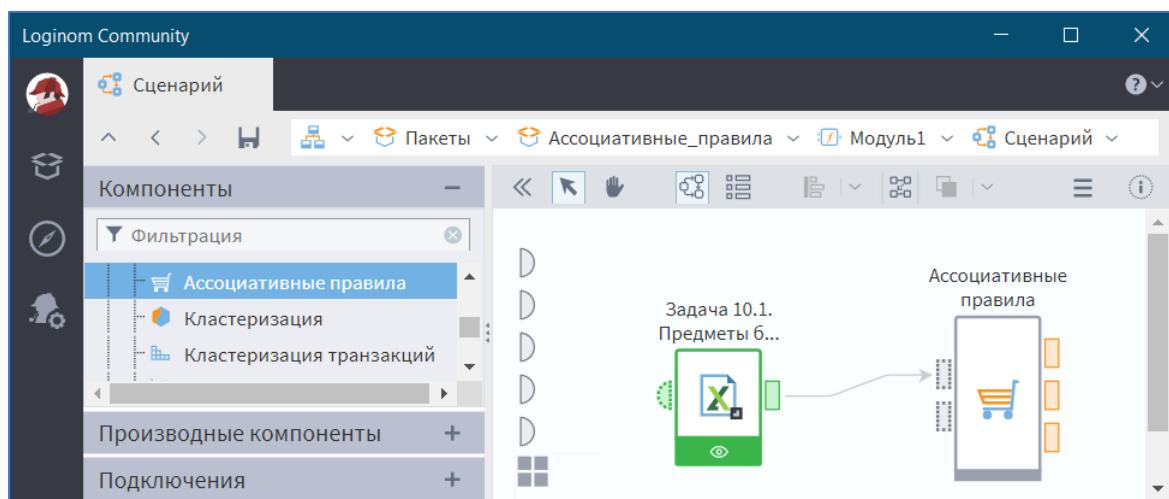 Loginom Community
Сценарий
Пакеты Ассоциативные_правила Модуль1 Сценарий
Компоненты
Фильтрация
Ассоциативные правила
Кластеризация
Кластеризация транзакций
Производные компоненты
Подключения
Задача 10.1.
Предметы б...
Ассоциативные
правила